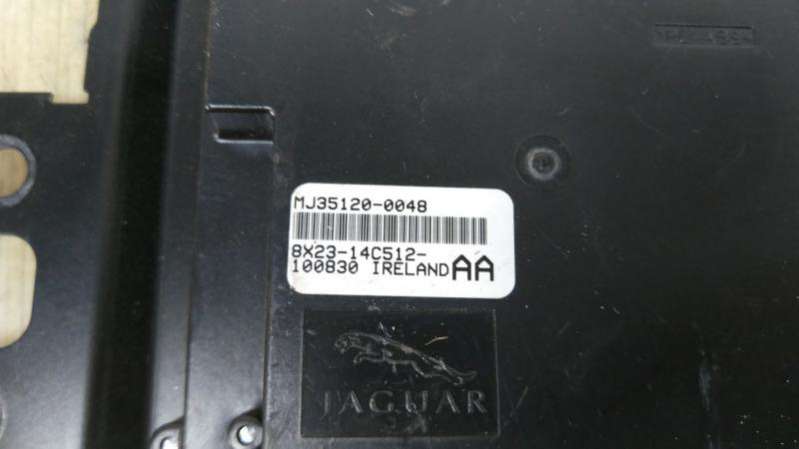 MJ35120-0048
8X23-14C512-
100830 IRELAND AA
JAGUAR